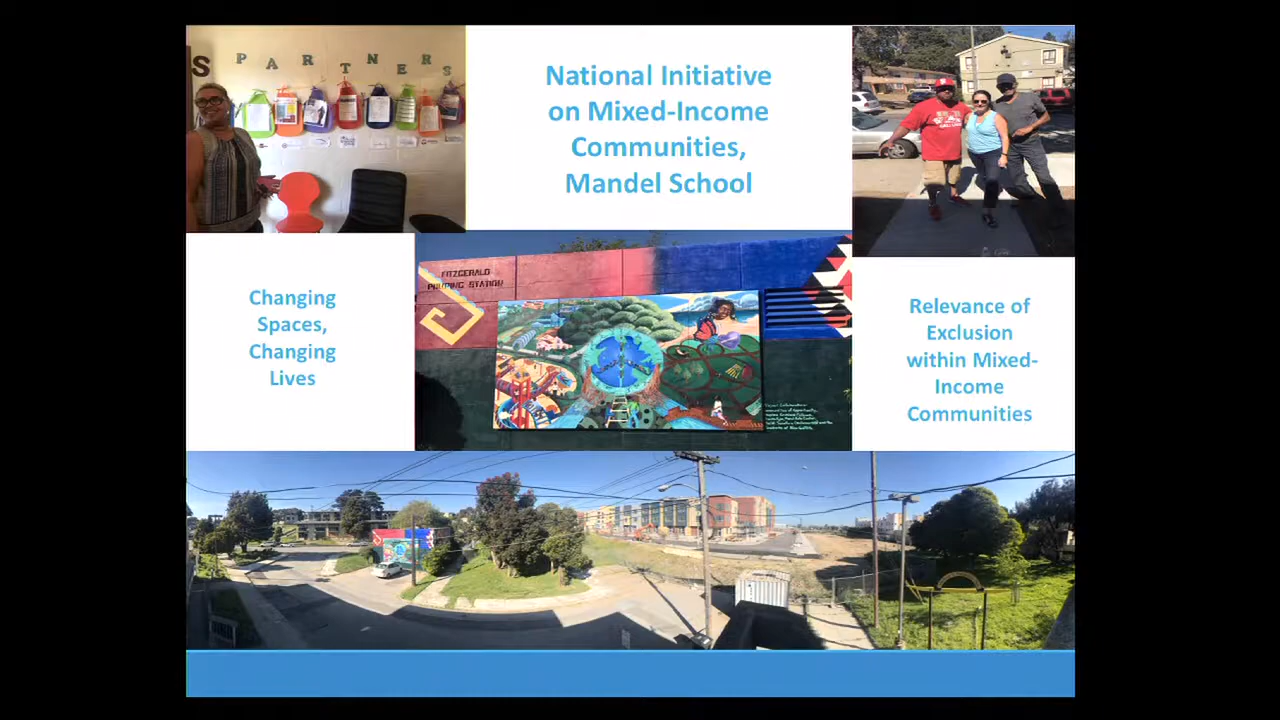 S PARTNERS
National Initiative
on Mixed-Income
Communities,
Mandel School
Changing
Spaces,
Changing
Lives
FITZGERALD
PUMPING STATION
Relevance of
Exclusion
within Mixed-
Income
Communities